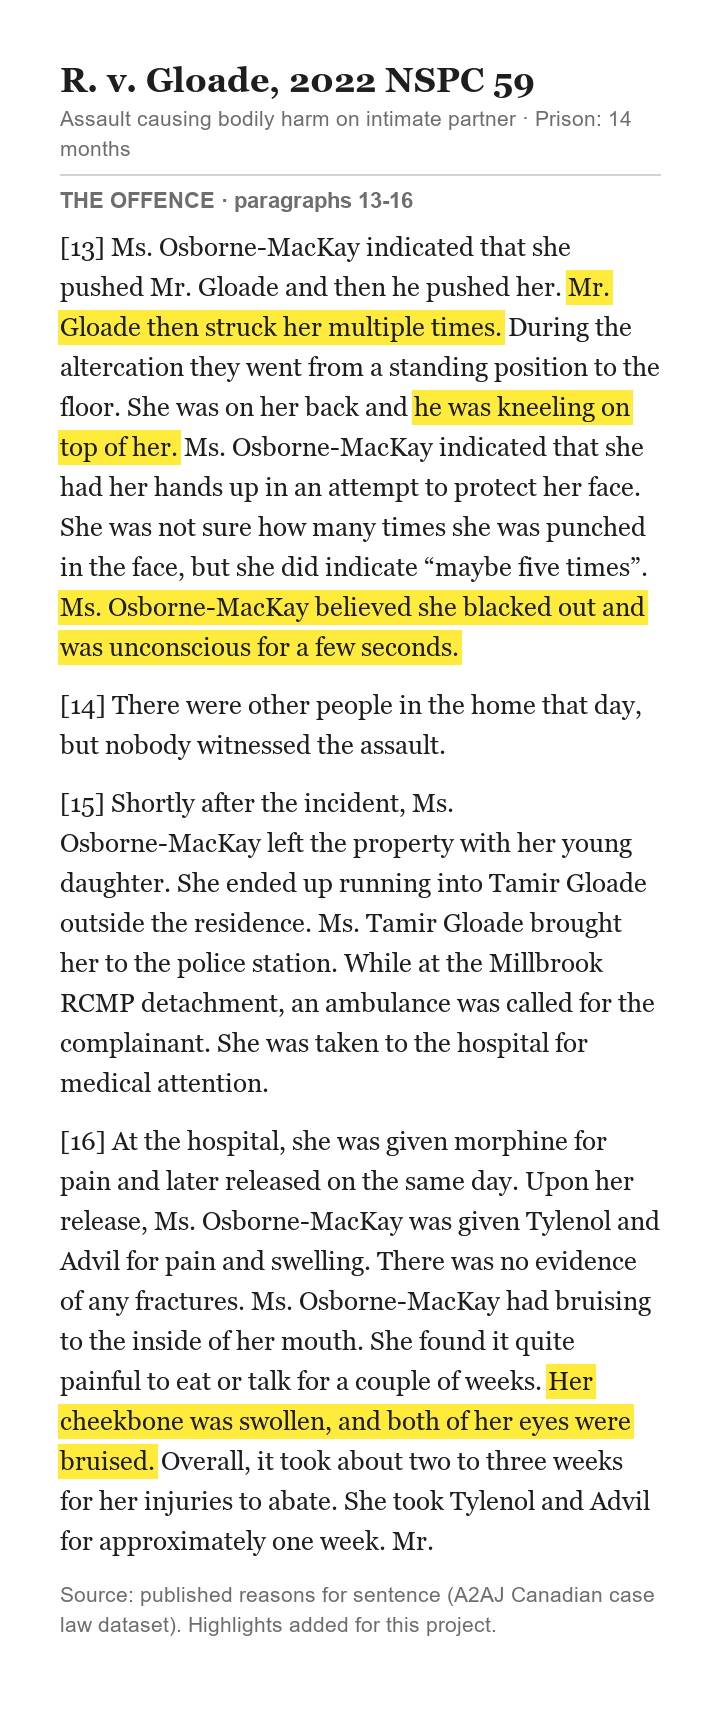 R. v. Gloade, 2022 NSPC 59
Assault causing bodily harm on intimate partner · Prison: 14
months
THE OFFENCE · paragraphs 13-16
[13] Ms. Osborne-MacKay indicated that she
pushed Mr. Gloade and then he pushed her. Mr.
Gloade then struck her multiple times. During the
altercation they went from a standing position to the
floor. She was on her back and he was kneeling on
top of her. Ms. Osborne-MacKay indicated that she
had her hands up in an attempt to protect her face.
She was not sure how many times she was punched
in the face, but she did indicate “maybe five times”.
Ms. Osborne-MacKay believed she blacked out and
was unconscious for a few seconds.
[14] There were other people in the home that day,
but nobody witnessed the assault.
[15] Shortly after the incident, Ms.
Osborne-MacKay left the property with her young
daughter. She ended up running into Tamir Gloade
outside the residence. Ms. Tamir Gloade brought
her to the police station. While at the Millbrook
RCMP detachment, an ambulance was called for the
complainant. She was taken to the hospital for
medical attention.
[16] At the hospital, she was given morphine for
pain and later released on the same day. Upon her
release, Ms. Osborne-MacKay was given Tylenol and
Advil for pain and swelling. There was no evidence
of any fractures. Ms. Osborne-MacKay had bruising
to the inside of her mouth. She found it quite
painful to eat or talk for a couple of weeks. Her
cheekbone was swollen, and both of her eyes were
bruised. Overall, it took about two to three weeks
for her injuries to abate. She took Tylenol and Advil
for approximately one week. Mr.
Source: published reasons for sentence (A2AJ Canadian case
law dataset). Highlights added for this project.